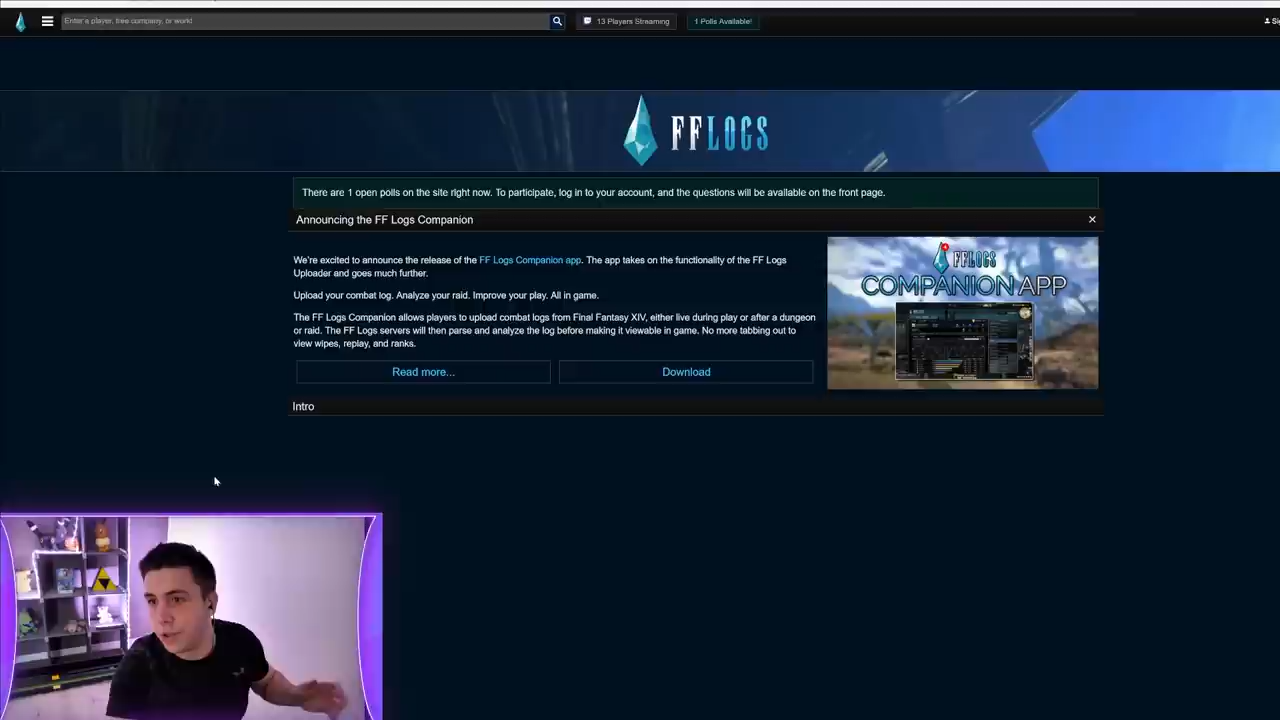 Enter a player, free company, or world
13 Players Streaming
1 Polls Available!
FFLOGS
There are 1 open polls on the site right now. To participate, log in to your account, and the questions will be available on the front page.
Announcing the FF Logs Companion
We're excited to announce the release of the FF Logs Companion app. The app takes on the functionality of the FF Logs
Uploader and goes much further.
Upload your combat log. Analyze your raid. Improve your play. All in game.
The FF Logs Companion allows players to upload combat logs from Final Fantasy XIV, either live during play or after a dungeon
or raid. The FF Logs servers will then parse and analyze the log before making it viewable in game. No more tabbing out to
view wipes, replay, and ranks.
Read more...
Download
FFLOGS
COMPANION APP
Intro